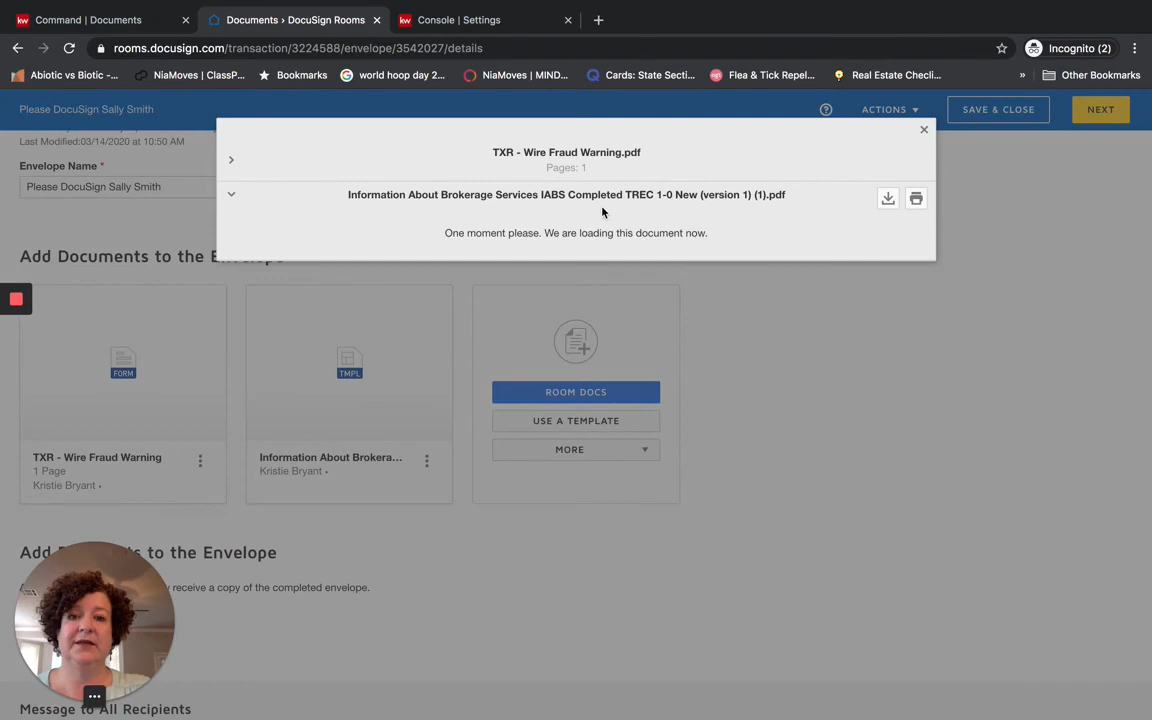 Command | Documents
Documents › DocuSign Rooms
Console | Settings
rooms.docusign.com/transaction/3224588/envelope/3542027/details
Incognito (2)
Abiotic vs Biotic -...
NiaMoves | ClassP...
Bookmarks
world hoop day 2...
NiaMoves | MIND...
Cards: State Secti...
Flea & Tick Repel...
Real Estate Checli...
»
Other Bookmarks
Please DocuSign Sally Smith
ACTIONS
SAVE & CLOSE
NEXT
Last Modified:03/14/2020 at 10:50 AM
Envelope Name *
Please DocuSign Sally Smith
TXR - Wire Fraud Warning.pdf
Pages: 1
Information About Brokerage Services IABS Completed TREC 1-0 New (version 1) (1).pdf
One moment please. We are loading this document now.
Add Documents to the Envelope
FORM
TXR - Wire Fraud Warning
1 Page
Kristie Bryant •
TMPL
Information About Brokera...
Kristie Bryant •
ROOM DOCS
USE A TEMPLATE
MORE
to the Envelope
receive a copy of the completed envelope.
Message to All Recipients